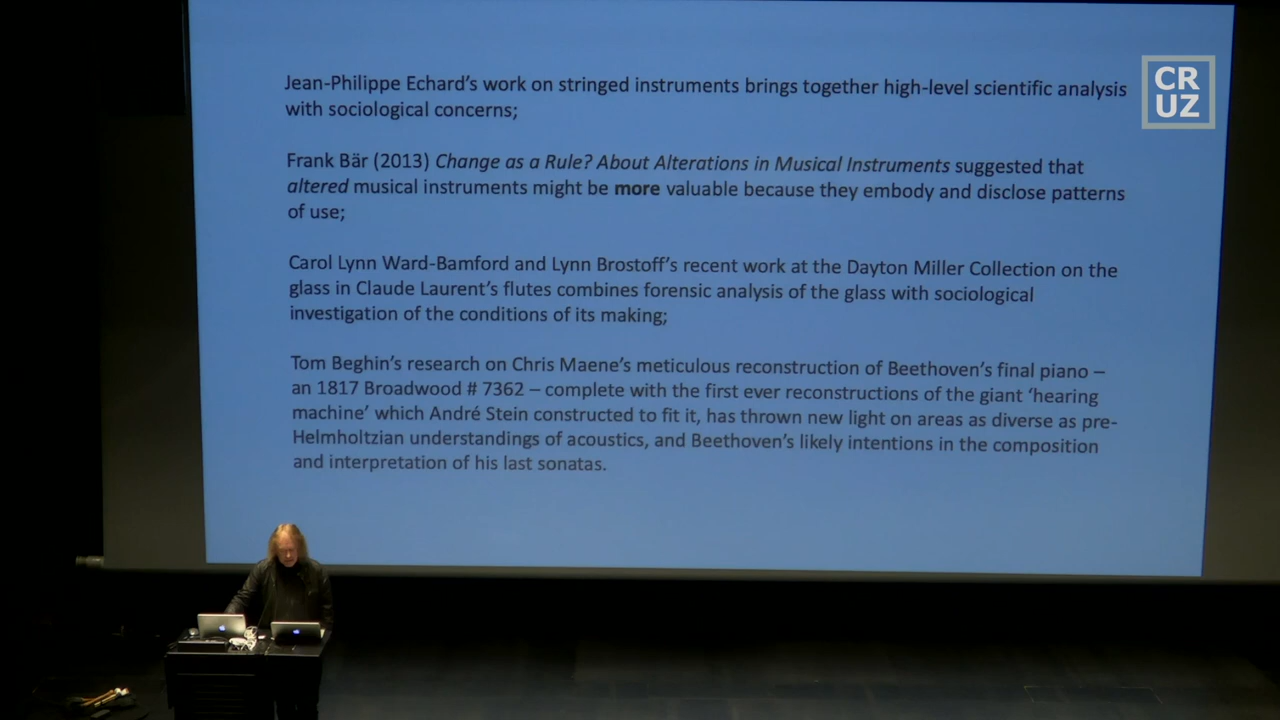 Jean-Philippe Echard's work on stringed instruments brings together high-level scientific analysis
with sociological concerns;
CR
UZ
Frank Bär (2013) Change as a Rule? About Alterations in Musical Instruments suggested that
altered musical instruments might be more valuable because they embody and disclose patterns
of use;
Carol Lynn Ward-Bamford and Lynn Brostoff's recent work at the Dayton Miller Collection on the
glass in Claude Laurent's flutes combines forensic analysis of the glass with sociological
investigation of the conditions of its making;
Tom Beghin's research on Chris Maene's meticulous reconstruction of Beethoven's final piano –
an 1817 Broadwood # 7362 – complete with the first ever reconstructions of the giant 'hearing
machine' which André Stein constructed to fit it, has thrown new light on areas as diverse as pre-
Helmholtzian understandings of acoustics, and Beethoven's likely intentions in the composition
and interpretation of his last sonatas.